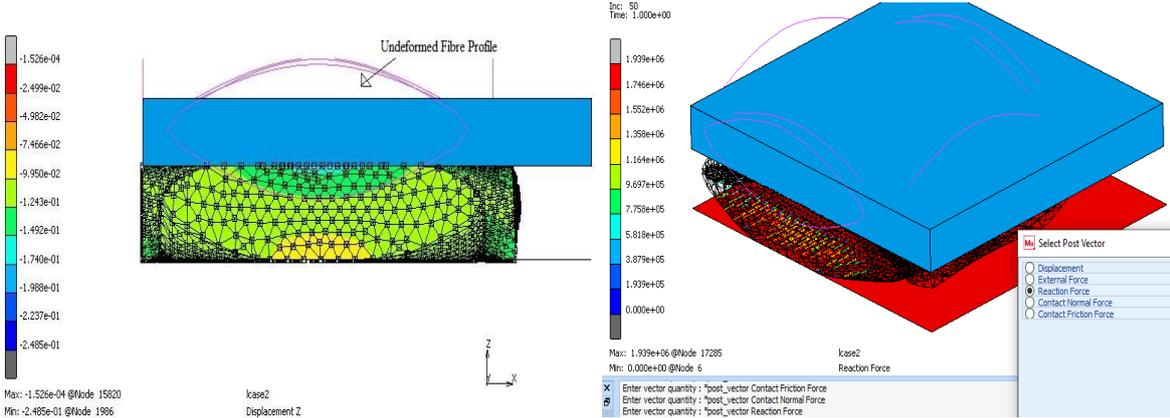 Undeformed Fibre Profile
-1.526e-04
-2.499e-02
-4.982e-02
-7.466e-02
-9.950e-02
-1.243e-01
-1.492e-01
-1.740e-01
-1.988e-01
-2.237e-01
-2.485e-01
Z
Y X
Max: -1.526e-04 @Node 15820
Min: -2.485e-01 @Node 1986
lcase2
Displacement Z
Inc: 50
Time: 1.000e+00
1.939e+06
1.746e+06
1.552e+06
1.358e+06
1.164e+06
9.697e+05
7.758e+05
5.818e+05
3.879e+05
1.939e+05
0.000e+00
Max: 1.939e+06 @Node 17285
Min: 0.000e+00 @Node 6
lcase2
Reaction Force
Select Post Vector
Displacement
External Force
Reaction Force
Contact Normal Force
Contact Friction Force
Enter vector quantity : *post_vector Contact Friction Force
Enter vector quantity : *post_vector Contact Normal Force
Enter vector quantity : *post_vector Reaction Force